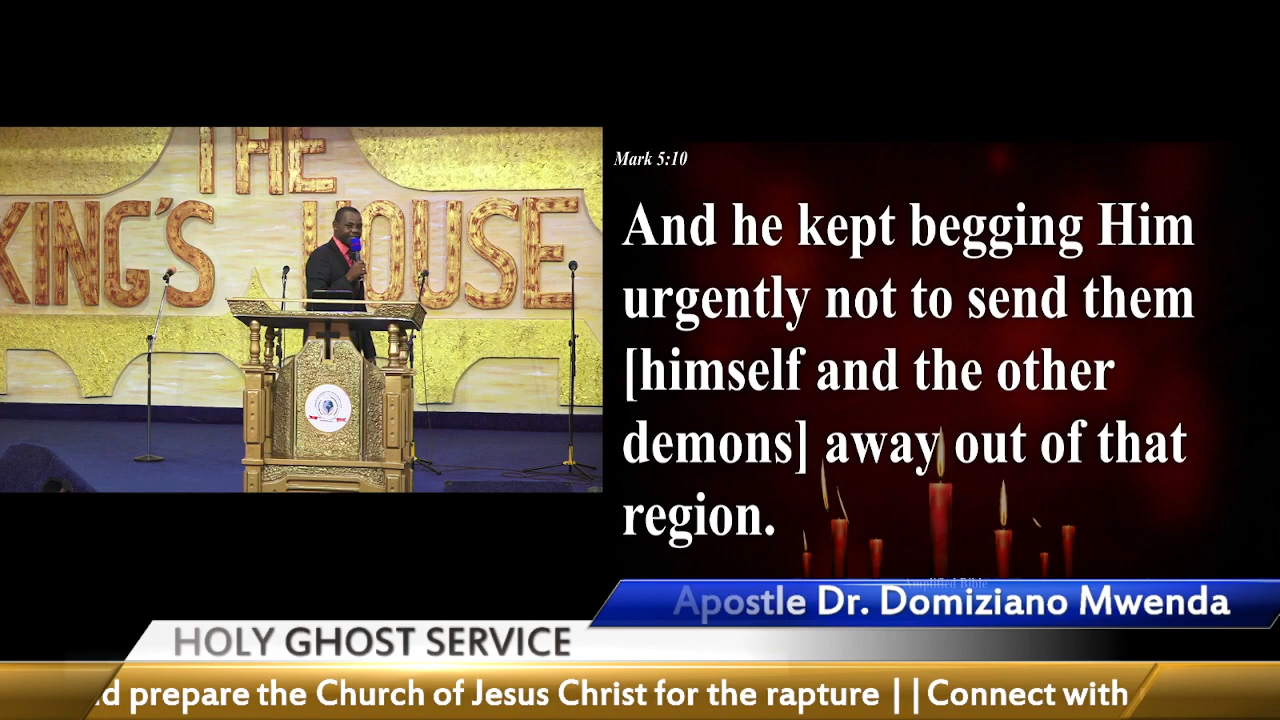 THE
KING'S HOUSE
Mark 5:10
And he kept begging Him
urgently not to send them
[himself and the other
demons] away out of that
region.
Amplified Bible
Apostle Dr. Domiziano Mwenda
HOLY GHOST SERVICE
d prepare the Church of Jesus Christ for the rapture ||Connect with